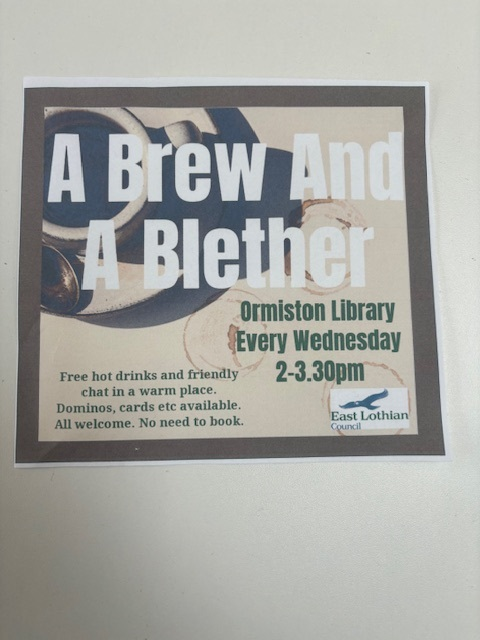 A Brew And
A Blether
Ormiston Library
Every Wednesday
2-3.30pm
Free hot drinks and friendly
chat in a warm place.
Dominos, cards etc available.
All welcome. No need to book.
East Lothian
Council